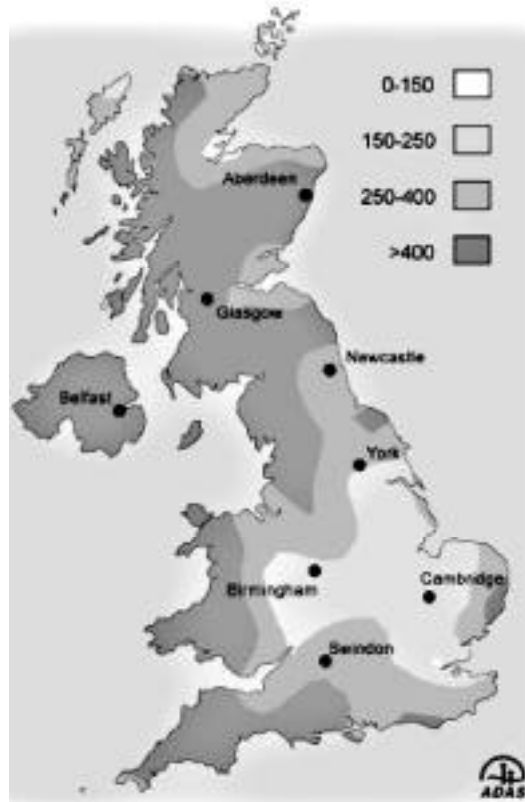 0-150
150-250
250-400
>400
Aberdeen
Glasgow
Newcastle
Belfast
York
Birmingham
Cambridge
Swindon
ADAS